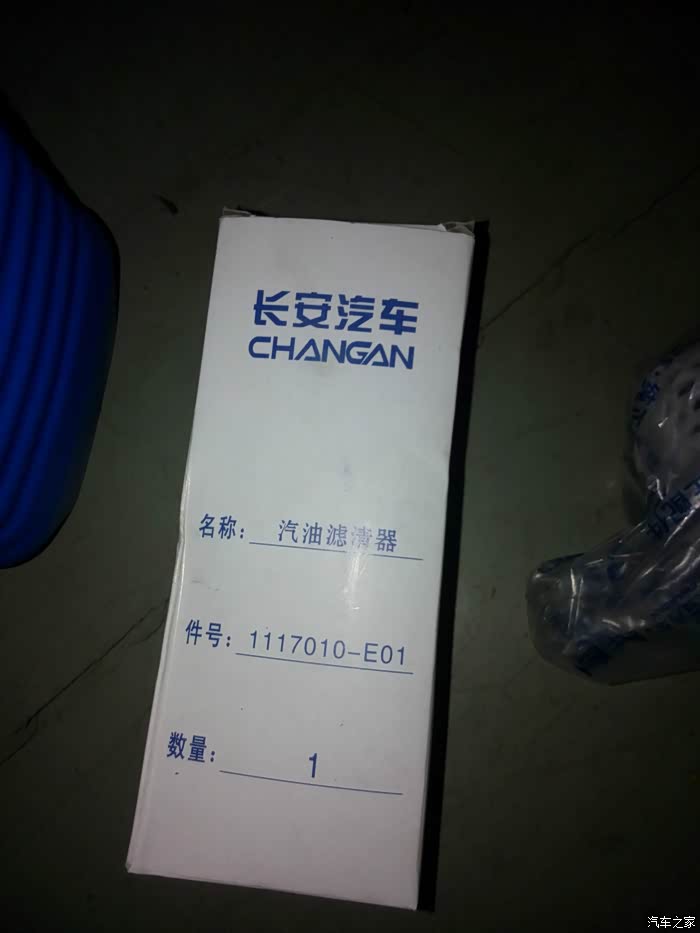 长安汽车
CHANGAN
名称: 汽油滤清器
件号: 1117010-E01
数量: 1
汽车之家